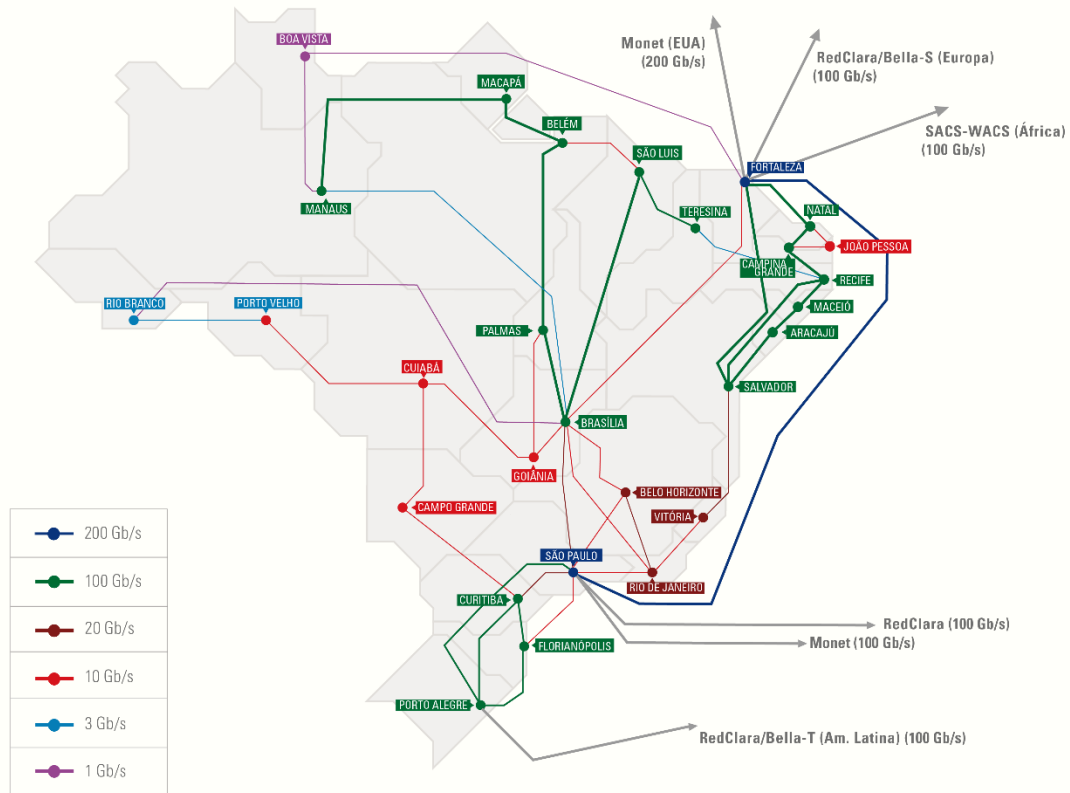 BOA VISTA
Monet (EUA)
(200 Gb/s)
RedClara/Bella-S (Europa)
(100 Gb/s)
MACAPÁ
SACS-WACS (África)
(100 Gb/s)
BELÉM
SÃO LUIS
FORTALEZA
MANAUS
TERESINA
NATAL
JOÃO PESSOA
CAMPINA
GRANDE
RECIFE
RIO BRANCO
PORTO VELHO
MACEIÓ
PALMAS
ARACAJÚ
CUIABÁ
SALVADOR
BRASÍLIA
GOIÂNIA
BELO HORIZONTE
CAMPO GRANDE
VITÓRIA
200 Gb/s
SÃO PAULO
100 Gb/s
RIO DE JANEIRO
CURITIBA
20 Gb/s
RedClara (100 Gb/s)
Monet (100 Gb/s)
FLORIANÓPOLIS
10 Gb/s
PORTO ALEGRE
3 Gb/s
RedClara/Bella-T (Am. Latina) (100 Gb/s)
1 Gb/s